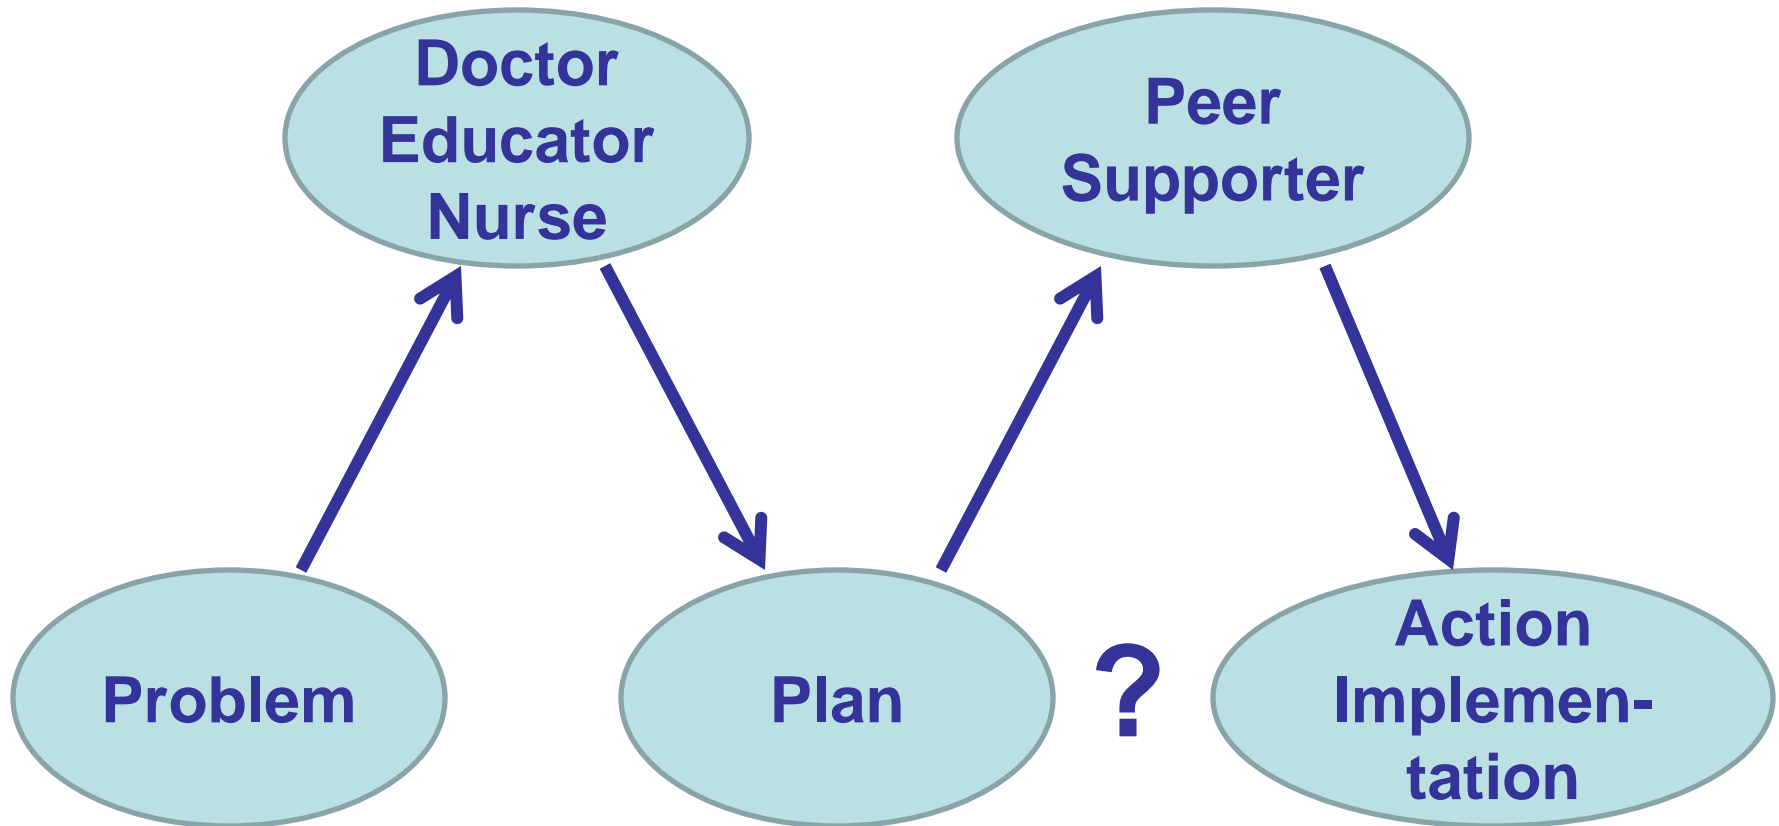 Doctor
Educator
Nurse
Peer
Supporter
Problem
Plan
?
Action
Implemen-
tation